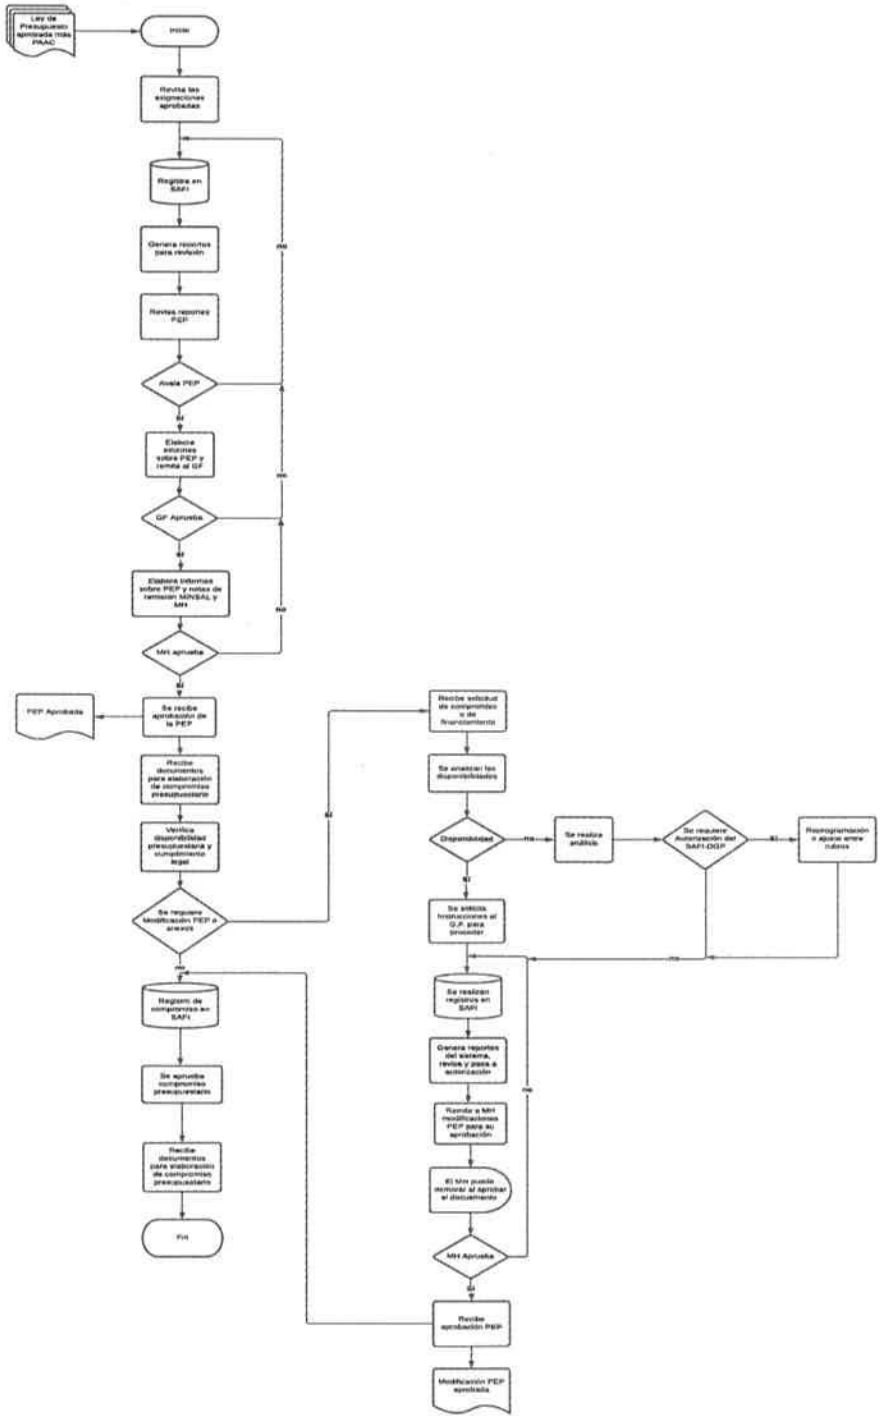 Ley de
Presupuesto
aprobada más
PAAC
Iniciar
Revisa las
asignaciones
aprobadas
Registra en
SAFI
Genera reportes
para revisión
no
Revisa reportes
PEP
Avala PEP
SI
Elabora
informes
sobre PEP y
remite al GF
no
GF Aprueba
SI
Elabora informes
sobre PEP y notas de
remisión MINSAL y
MH
no
MH aprueba
SI
PEP Aprobada
Se recibe
aprobación de
la PEP
Recibe
documentos
para elaboración
de compromiso
presupuestario
Verifica
disponibilidad
presupuestaria y
cumplimiento
legal
Se requiere
Modificación PEP o
anexos
SI
no
Registro de
compromiso en
SAFI
Se aprueba
compromiso
presupuestario
Recibe
documentos
para elaboración
de compromiso
presupuestario
Fin
Recibe solicitud
de compromiso
o de
financiamiento
Se analizan las
disponibilidades
Disponibilidad
no
Se realiza
análisis
Se requiere
Autorización del
SAFI-DGP
SI
Reprogramación
o ajuste entre
rubros
SI
Se solicita
Instrucciones al
G.F. para
proceder
no
Se realizan
registros en
SAFI
Genera reportes
del sistema,
revisa y pasa a
autorización
no
Remite a MH
modificaciones
PEP para su
aprobación
El MH puede
demorar al aprobar
el documento
MH Aprueba
SI
Recibe
aprobación PEP
Modificación PEP
aprobada